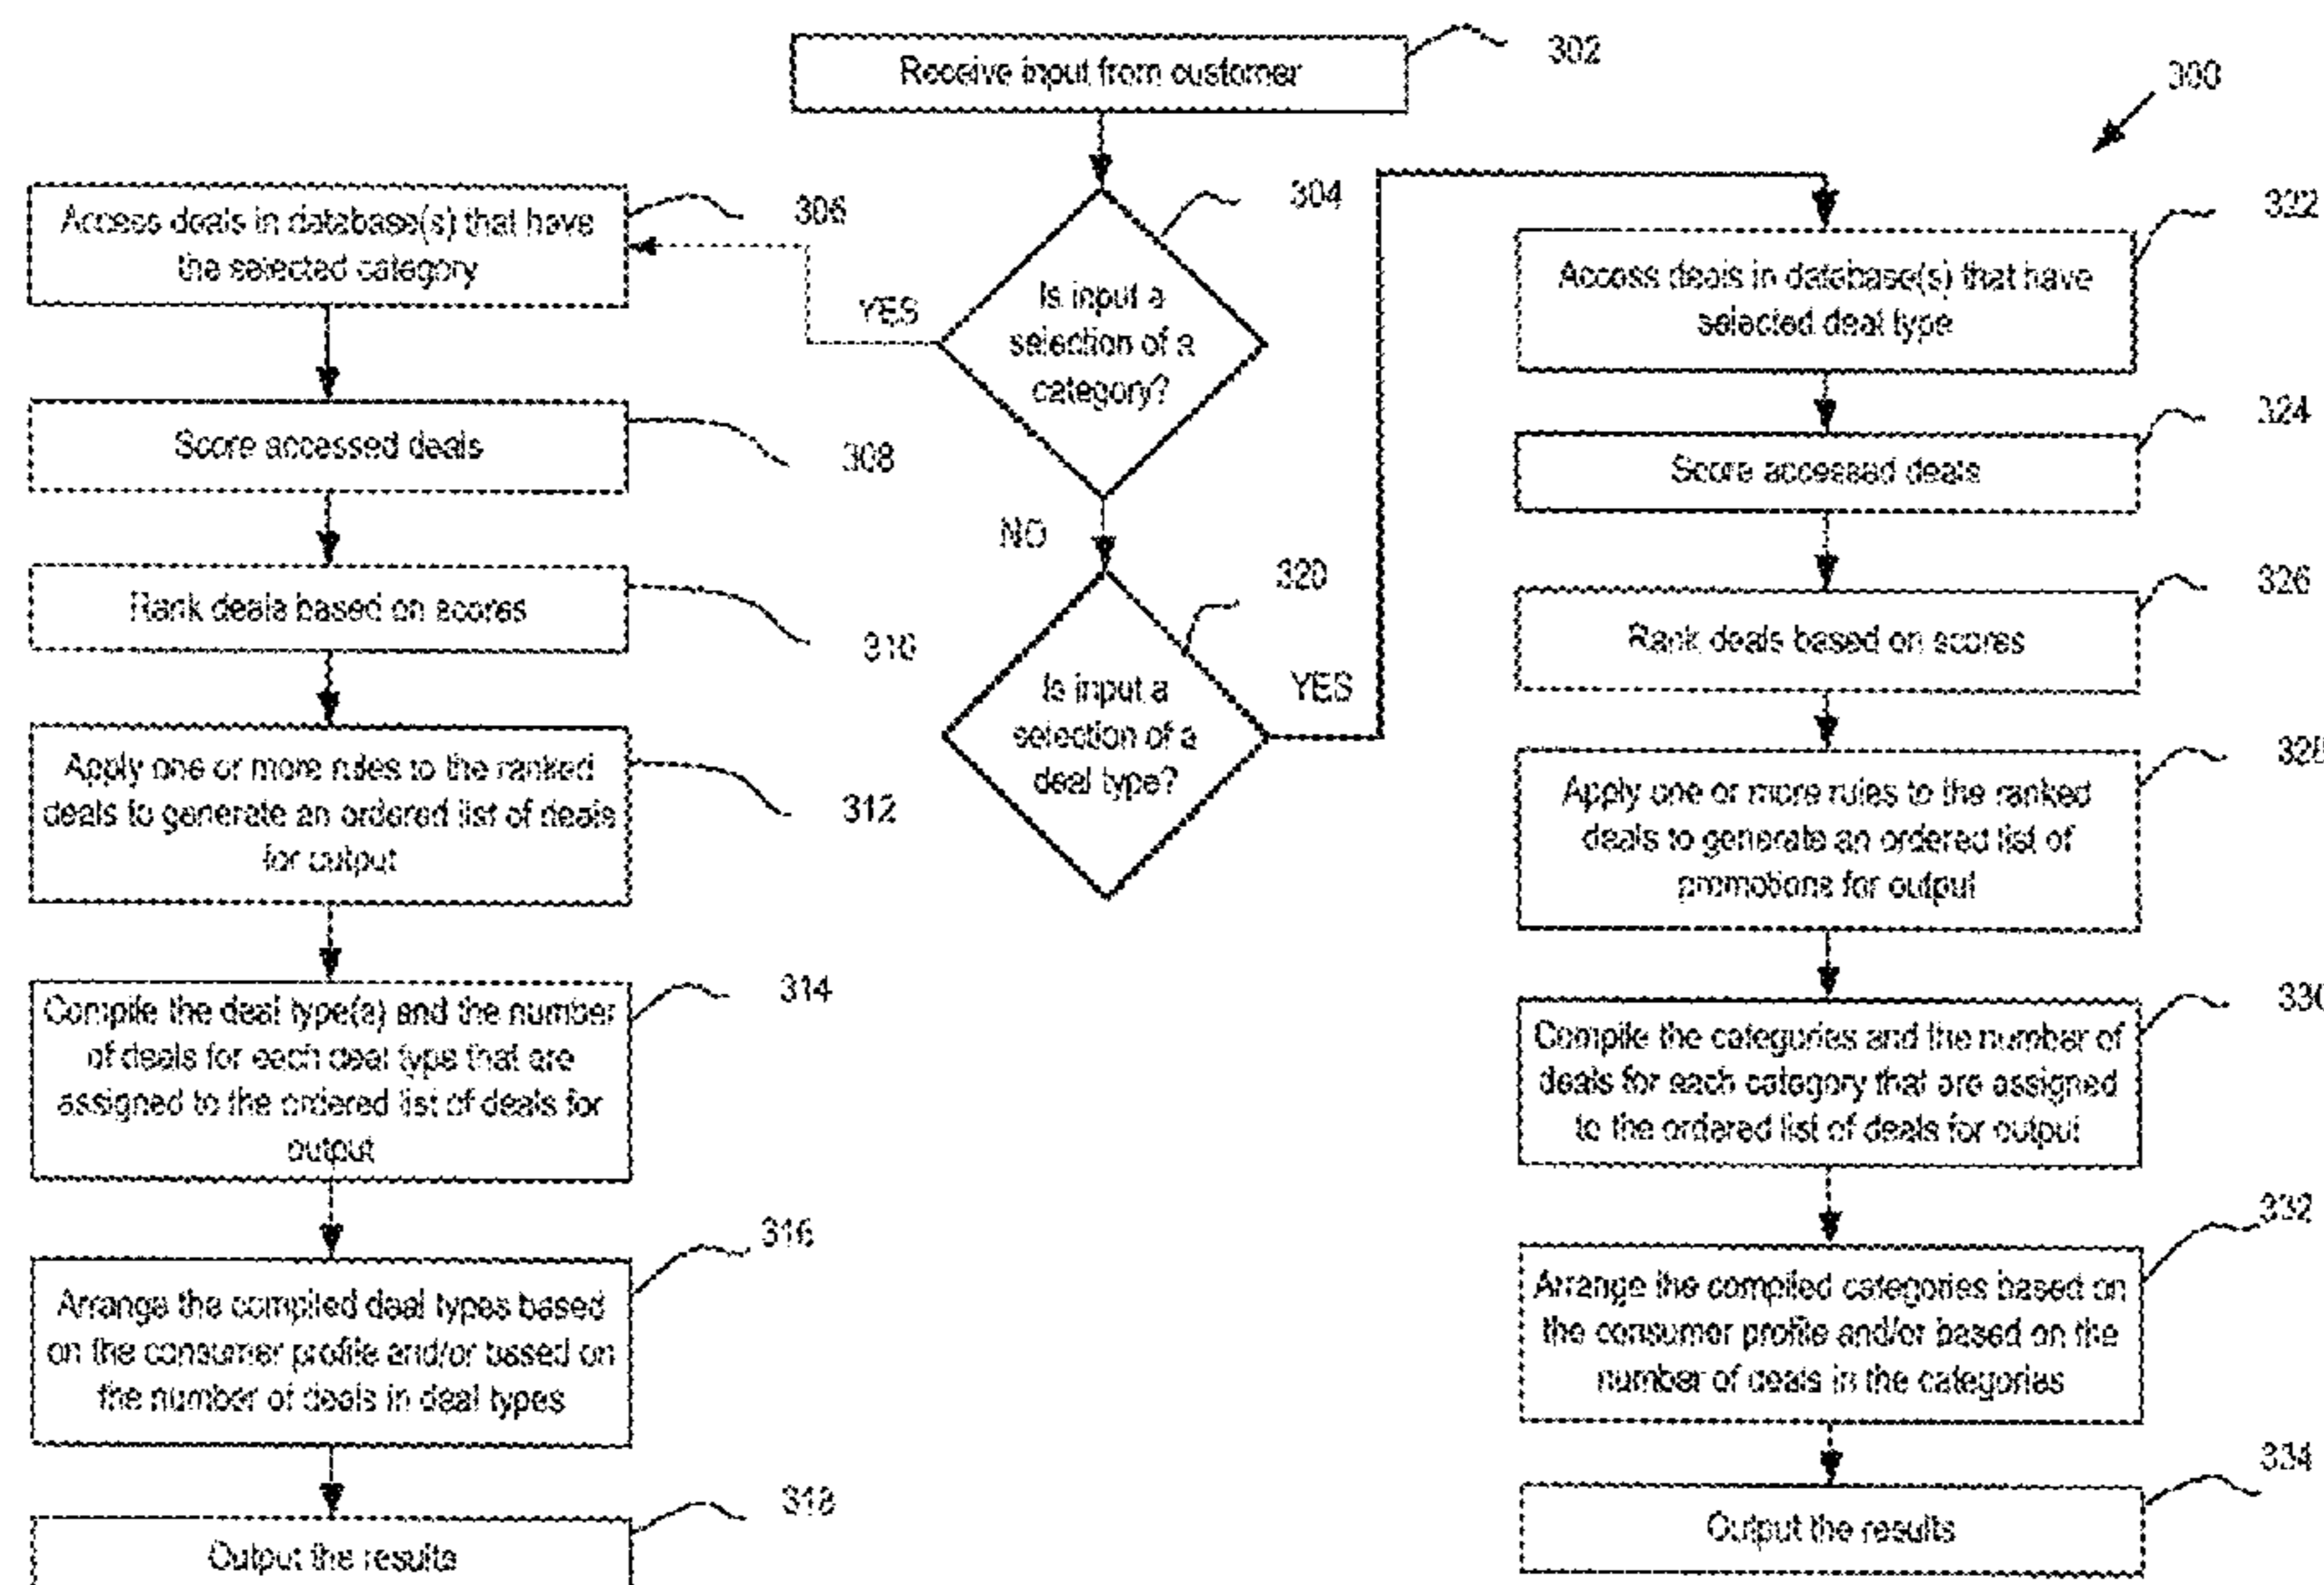 Receive input from customer
302
300
304
Is input a
selection of a
category?
YES
NO
306
Access deals in database(s) that have
the selected category
308
Score accessed deals
310
Rank deals based on scores
312
Apply one or more rules to the ranked
deals to generate an ordered list of deals
for output
314
Compile the deal type(s) and the number
of deals for each deal type that are
assigned to the ordered list of deals for
output
316
Arrange the compiled deal types based
on the consumer profile and/or based on
the number of deals in deal types
318
Output the results
320
Is input a
selection of a
deal type?
YES
322
Access deals in database(s) that have
selected deal type
324
Score accessed deals
326
Rank deals based on scores
328
Apply one or more rules to the ranked
deals to generate an ordered list of
promotions for output
330
Compile the categories and the number of
deals for each category that are assigned
to the ordered list of deals for output
332
Arrange the compiled categories based on
the consumer profile and/or based on the
number of deals in the categories
334
Output the results